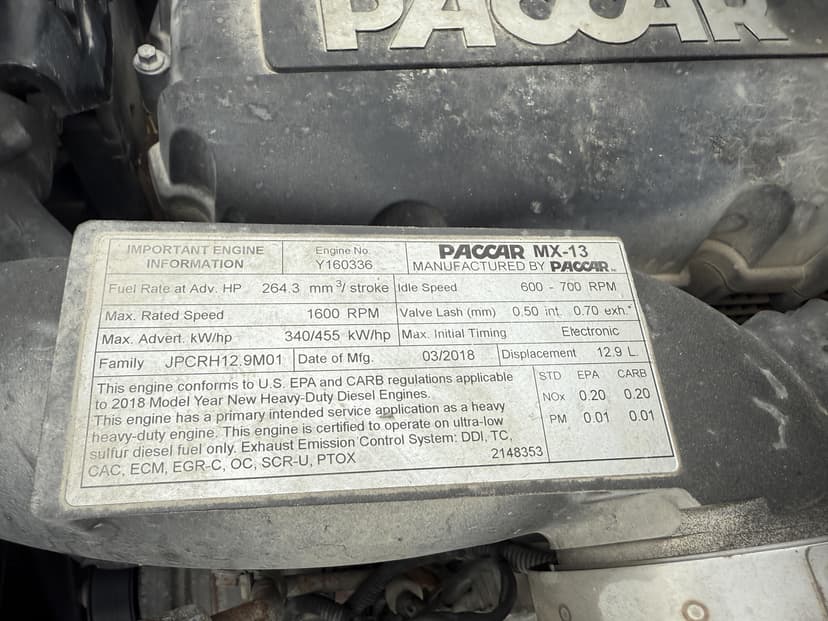 PACCAR
IMPORTANT ENGINE
INFORMATION
Engine No.
Y160336
PACCAR MX-13
MANUFACTURED BY PACCAR
Fuel Rate at Adv. HP 264.3 mm³/ stroke
Idle Speed 600 - 700 RPM
Max. Rated Speed 1600 RPM
Valve Lash (mm) 0.50 int. 0.70 exh.*
Max. Advert. kW/hp 340/455 kW/hp
Max. Initial Timing Electronic
Family JPCRH12.9M01
Date of Mfg. 03/2018
Displacement 12.9 L.
This engine conforms to U.S. EPA and CARB regulations applicable
to 2018 Model Year New Heavy-Duty Diesel Engines.
This engine has a primary intended service application as a heavy
heavy-duty engine. This engine is certified to operate on ultra-low
sulfur diesel fuel only. Exhaust Emission Control System: DDI, TC,
CAC, ECM, EGR-C, OC, SCR-U, PTOX
2148353
STD EPA CARB
NOx 0.20 0.20
PM 0.01 0.01